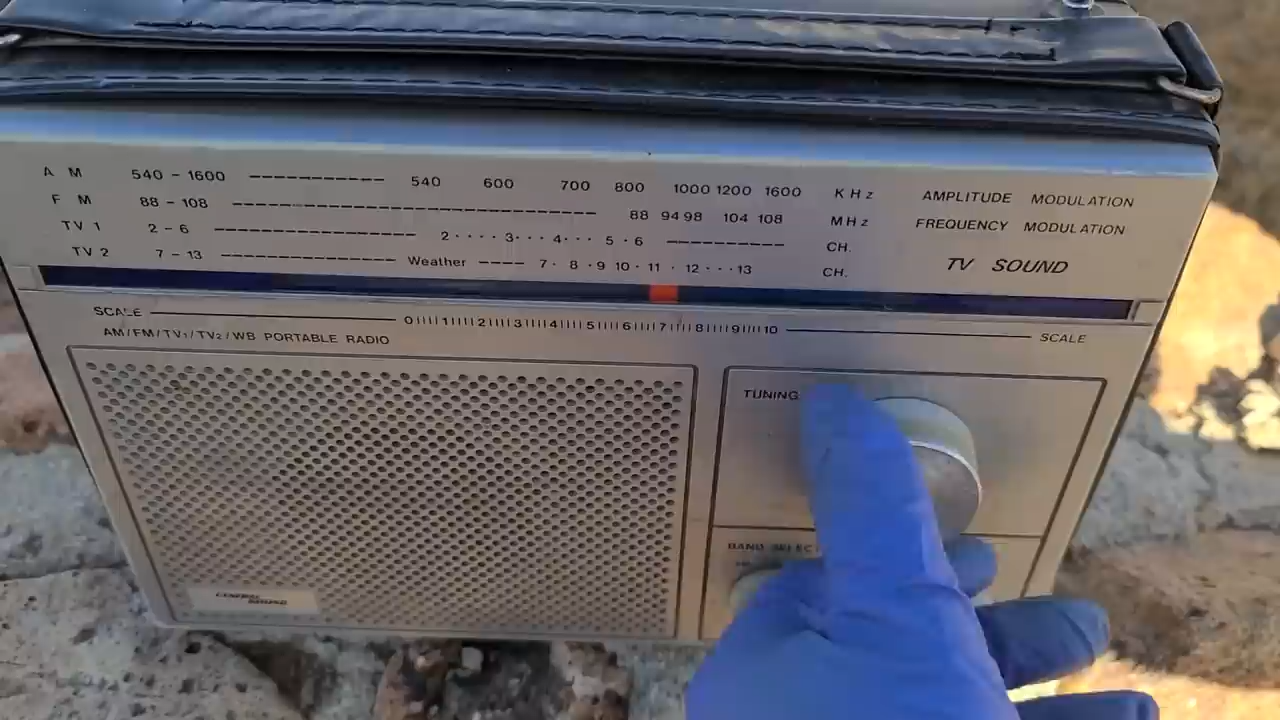 A M 540 - 1600 ---------------- 540 600 700 800 1000 1200 1600 KHz AMPLITUDE MODULATION
F M 88 - 108 ---------------- 88 94 98 104 108 MHz FREQUENCY MODULATION
TV 1 2 - 6 ---------------- 2 · · · · 3 · · · 4 · · · 5 · 6 ---------- CH.
TV 2 7 - 13 ---------------- Weather ---- 7 · 8 · 9 10 · 11 · 12 · · · 13 CH. TV SOUND
SCALE 0 1 2 3 4 5 6 7 8 9 10 SCALE
AM/FM/TV1/TV2/WB PORTABLE RADIO
TUNING
BAND SELECT
GENERAL
SOUND